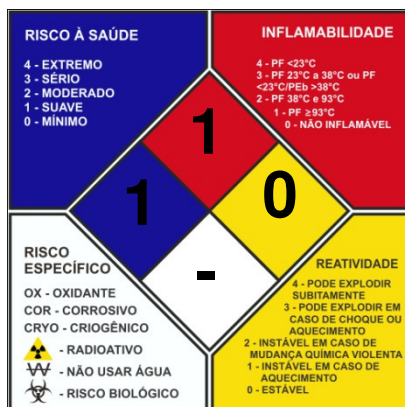 RISCO À SAÚDE
4 - EXTREMO
3 - SÉRIO
2 - MODERADO
1 - SUAVE
0 - MÍNIMO
INFLAMABILIDADE
4 - PF <23°C
3 - PF 23°C a 38°C ou PF
<23°C/PEb >38°C
2 - PF 38°C e 93°C
1 - PF ≥93°C
0 - NÃO INFLAMÁVEL
1
1
0
-
RISCO
ESPECÍFICO
OX - OXIDANTE
COR - CORROSIVO
CRYO - CRIOGÊNICO
- RADIOATIVO
W - NÃO USAR ÁGUA
- RISCO BIOLÓGICO
REATIVIDADE
4 - PODE EXPLODIR
SUBITAMENTE
3 - PODE EXPLODIR EM
CASO DE CHOQUE OU
AQUECIMENTO
2 - INSTÁVEL EM CASO DE
MUDANÇA QUÍMICA VIOLENTA
1 - INSTÁVEL EM CASO DE
AQUECIMENTO
0 - ESTÁVEL